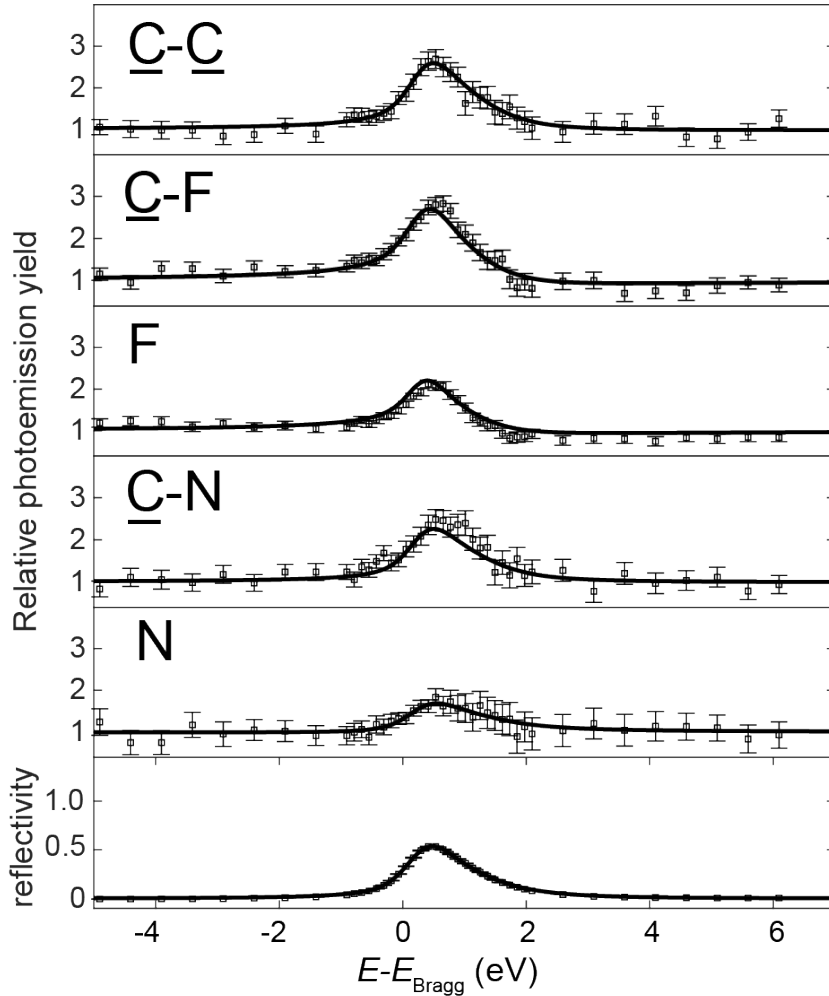 Relative photoemission yield
C-C
3
2
1
C-F
3
2
1
F
3
2
1
C-N
3
2
1
N
3
2
1
reflectivity
1.0
0.5
0
-4 -2 0 2 4 6
E-EBragg (eV)